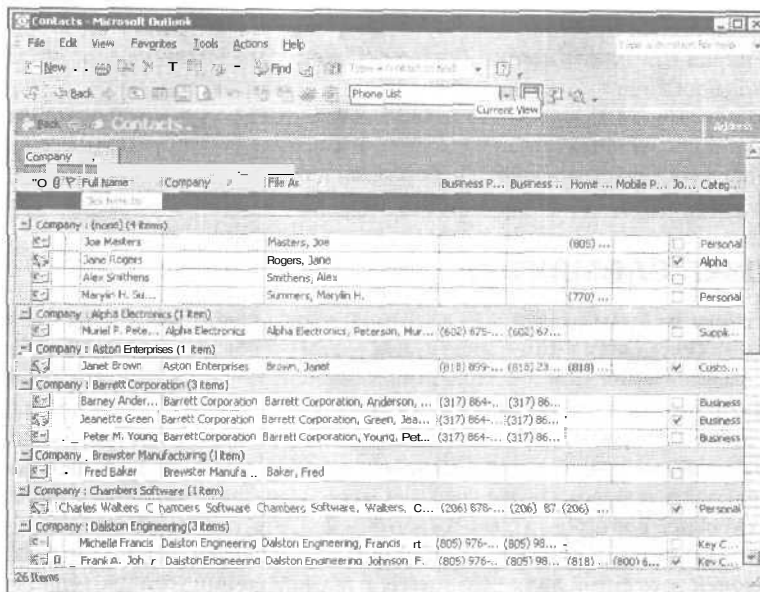 Contacts - Microsoft Outlook
File Edit View Favorites Tools Actions Help
New . . T - Find
Back Phone List
Current View
Contacts . Address
Company
Full Name Company File As Business P... Business .. Home ... Mobile P... Jo... Categ...
Company : (none) (4 items)
Joe Masters Masters, Joe (805) ... Personal
Jane Rogers Rogers, Jane Alpha
Alex Smithens Smithens, Alex
Marylin H. Su... Summers, Marylin H. (770) ... Personal
Company : Alpha Electronics (1 item)
Muriel P. Pete... Alpha Electronics Alpha Electronics, Peterson, Mur... (602) 675-... (602) 67... Suppli...
Company : Aston Enterprises (1 item)
Janet Brown Aston Enterprises Brown, Janet (818) 899-... (818) 23... (818) ... Custo...
Company : Barrett Corporation (3 items)
Barney Ander... Barrett Corporation Barrett Corporation, Anderson, ... (317) 864-... (317) 86... Business
Jeanette Green Barrett Corporation Barrett Corporation, Green, Jea... (317) 864-... (317) 86... Business
Peter M. Young BarrettCorporation Barrett Corporation, Young, Pet... (317) 864-... (317) 86... Business
Company . Brewster Manufacturing (1 Item)
Fred Baker Brewster Manufa .. Baker, Fred
Company : Chambers Software (1 Item)
Charles Walters C hambers Software Chambers Software, Walters, C... (206) 878-... (206) 87 (206) ... Personal
Company : Dalston Engineering(3 items)
Michelle Francis Dalston Engineering Dalston Engineering, Francis, rt (805) 976-... (805) 98... Key C...
Frank A. Joh. r DalstonEngineering Dalston Engineering Johnson F. (805) 976-... (805) 98... (818) ... (800) 6... Key C...
26 Items